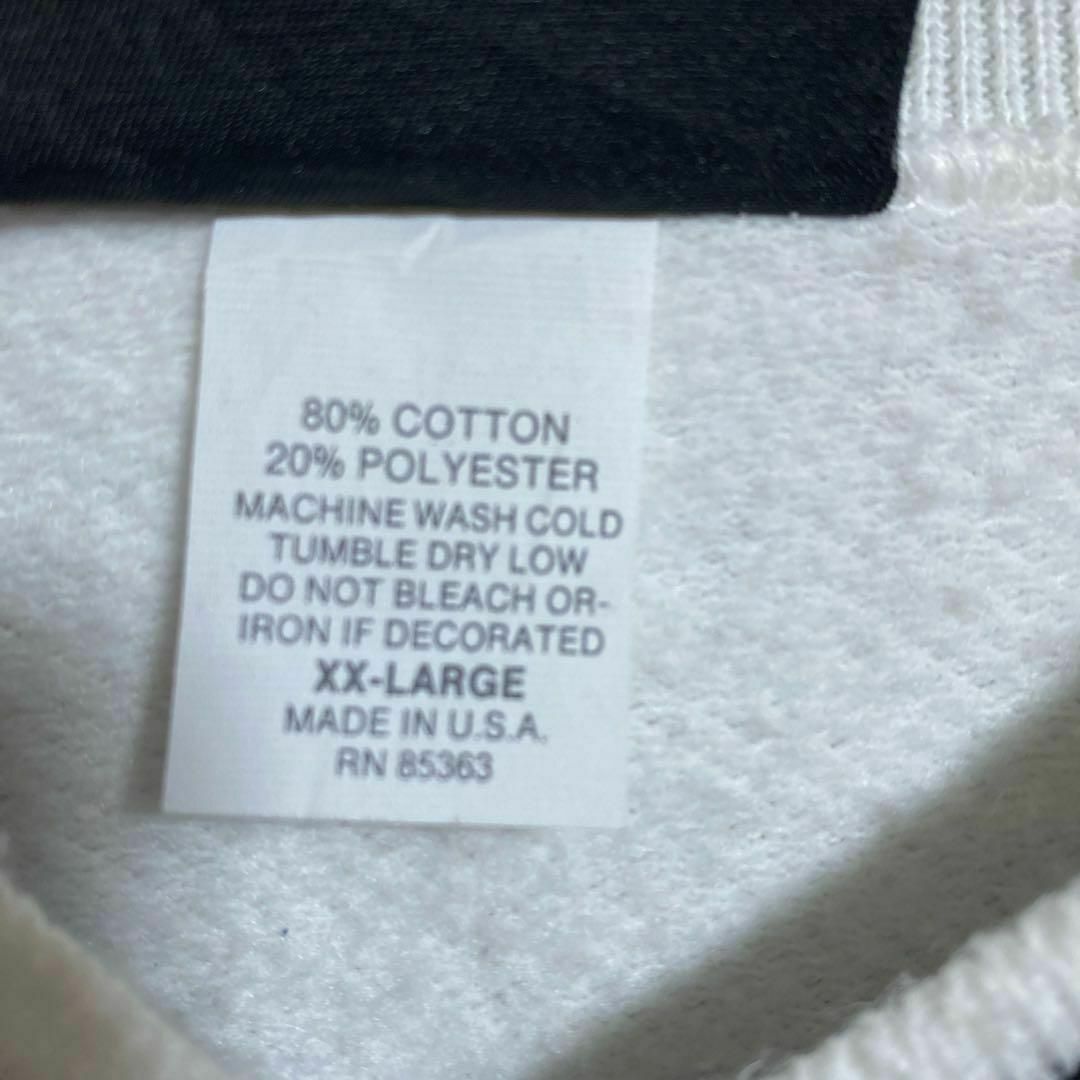 80% COTTON
20% POLYESTER
MACHINE WASH COLD
TUMBLE DRY LOW
DO NOT BLEACH OR-
IRON IF DECORATED
XX-LARGE
MADE IN U.S.A.
RN 85363